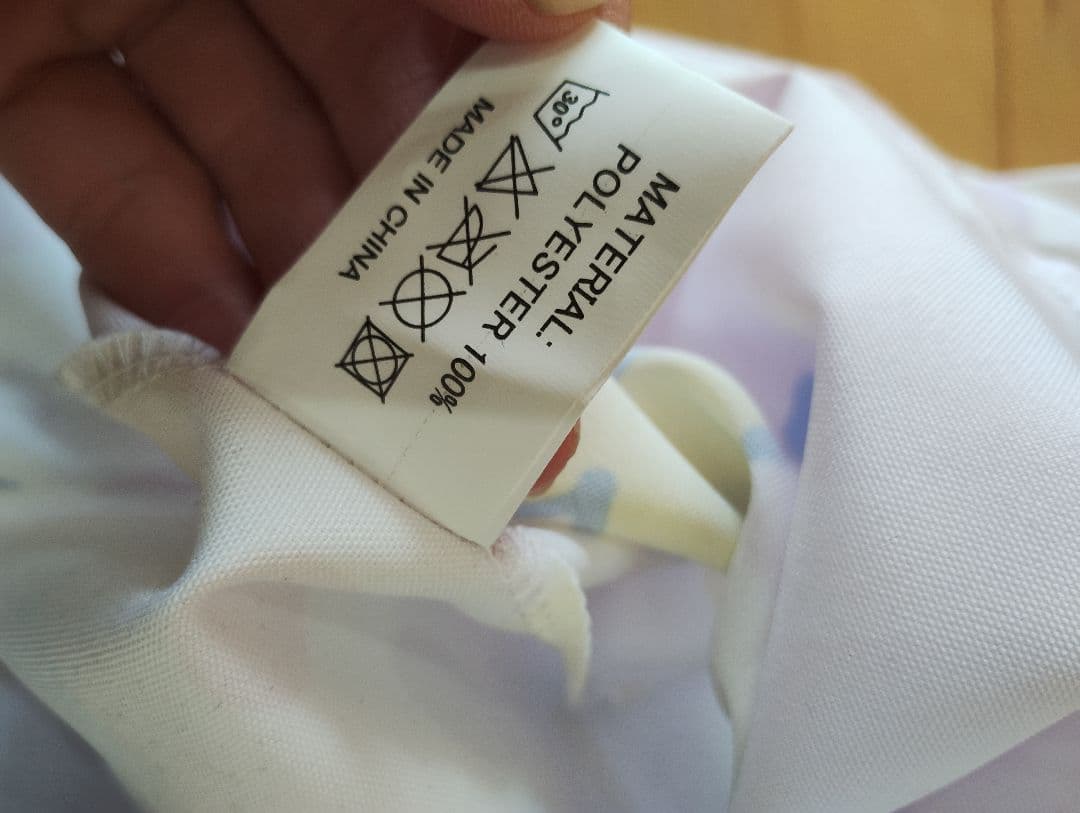 MATERIAL:
POLYESTER 100%
30°
MADE IN CHINA